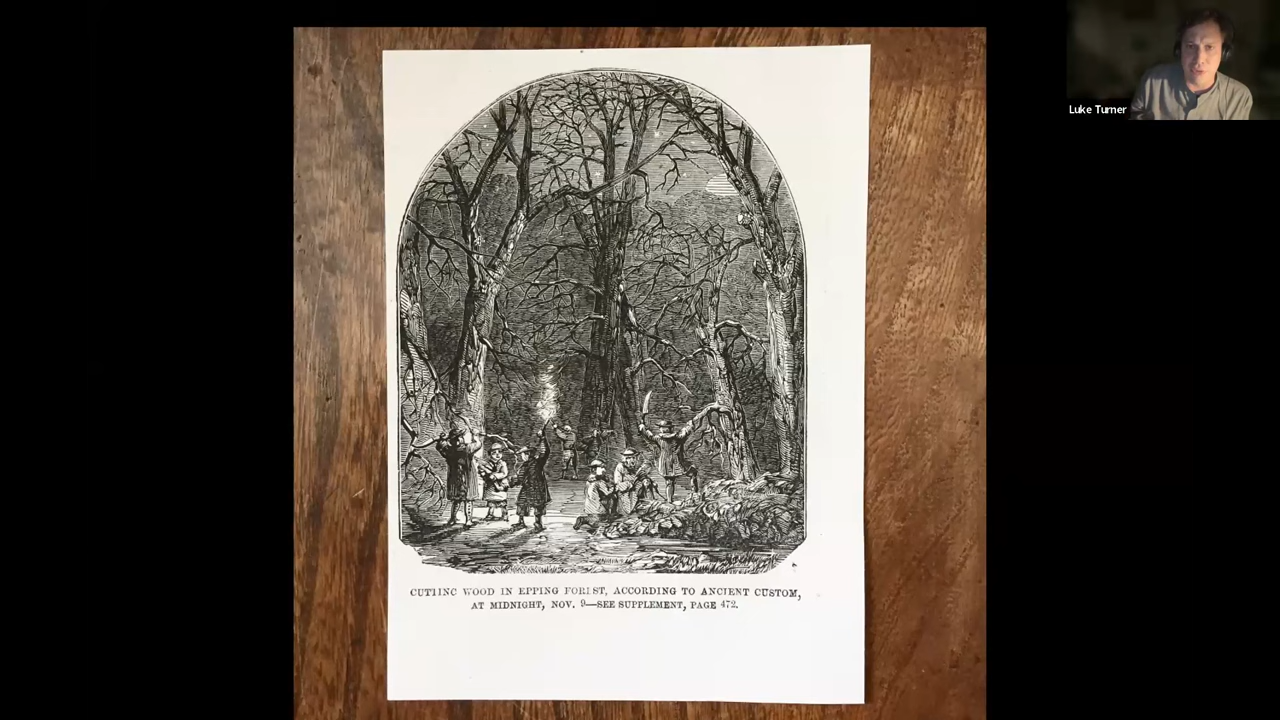 Luke Turner
CUTTING WOOD IN EPPING FOREST, ACCORDING TO ANCIENT CUSTOM,
AT MIDNIGHT, NOV. 9—SEE SUPPLEMENT, PAGE 472.